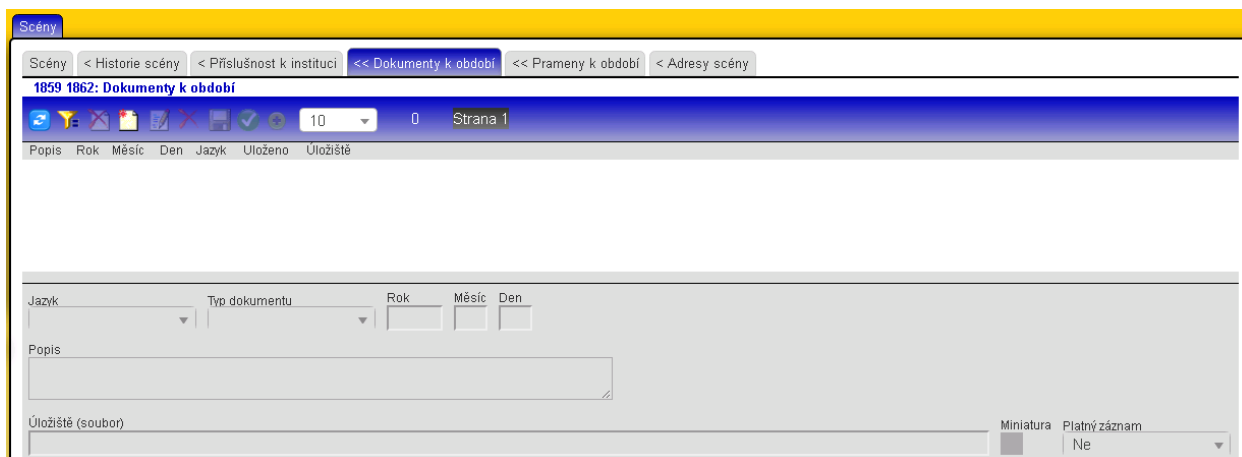 Scény
Scény < Historie scény < Příslušnost k instituci << Dokumenty k období << Prameny k období < Adresy scény
1859 1862: Dokumenty k období
10 0 Strana 1
Popis Rok Měsíc Den Jazyk Uloženo Úložiště
Jazyk Typ dokumentu Rok Měsíc Den
Popis
Úložiště (soubor) Miniatura Platný záznam
Ne